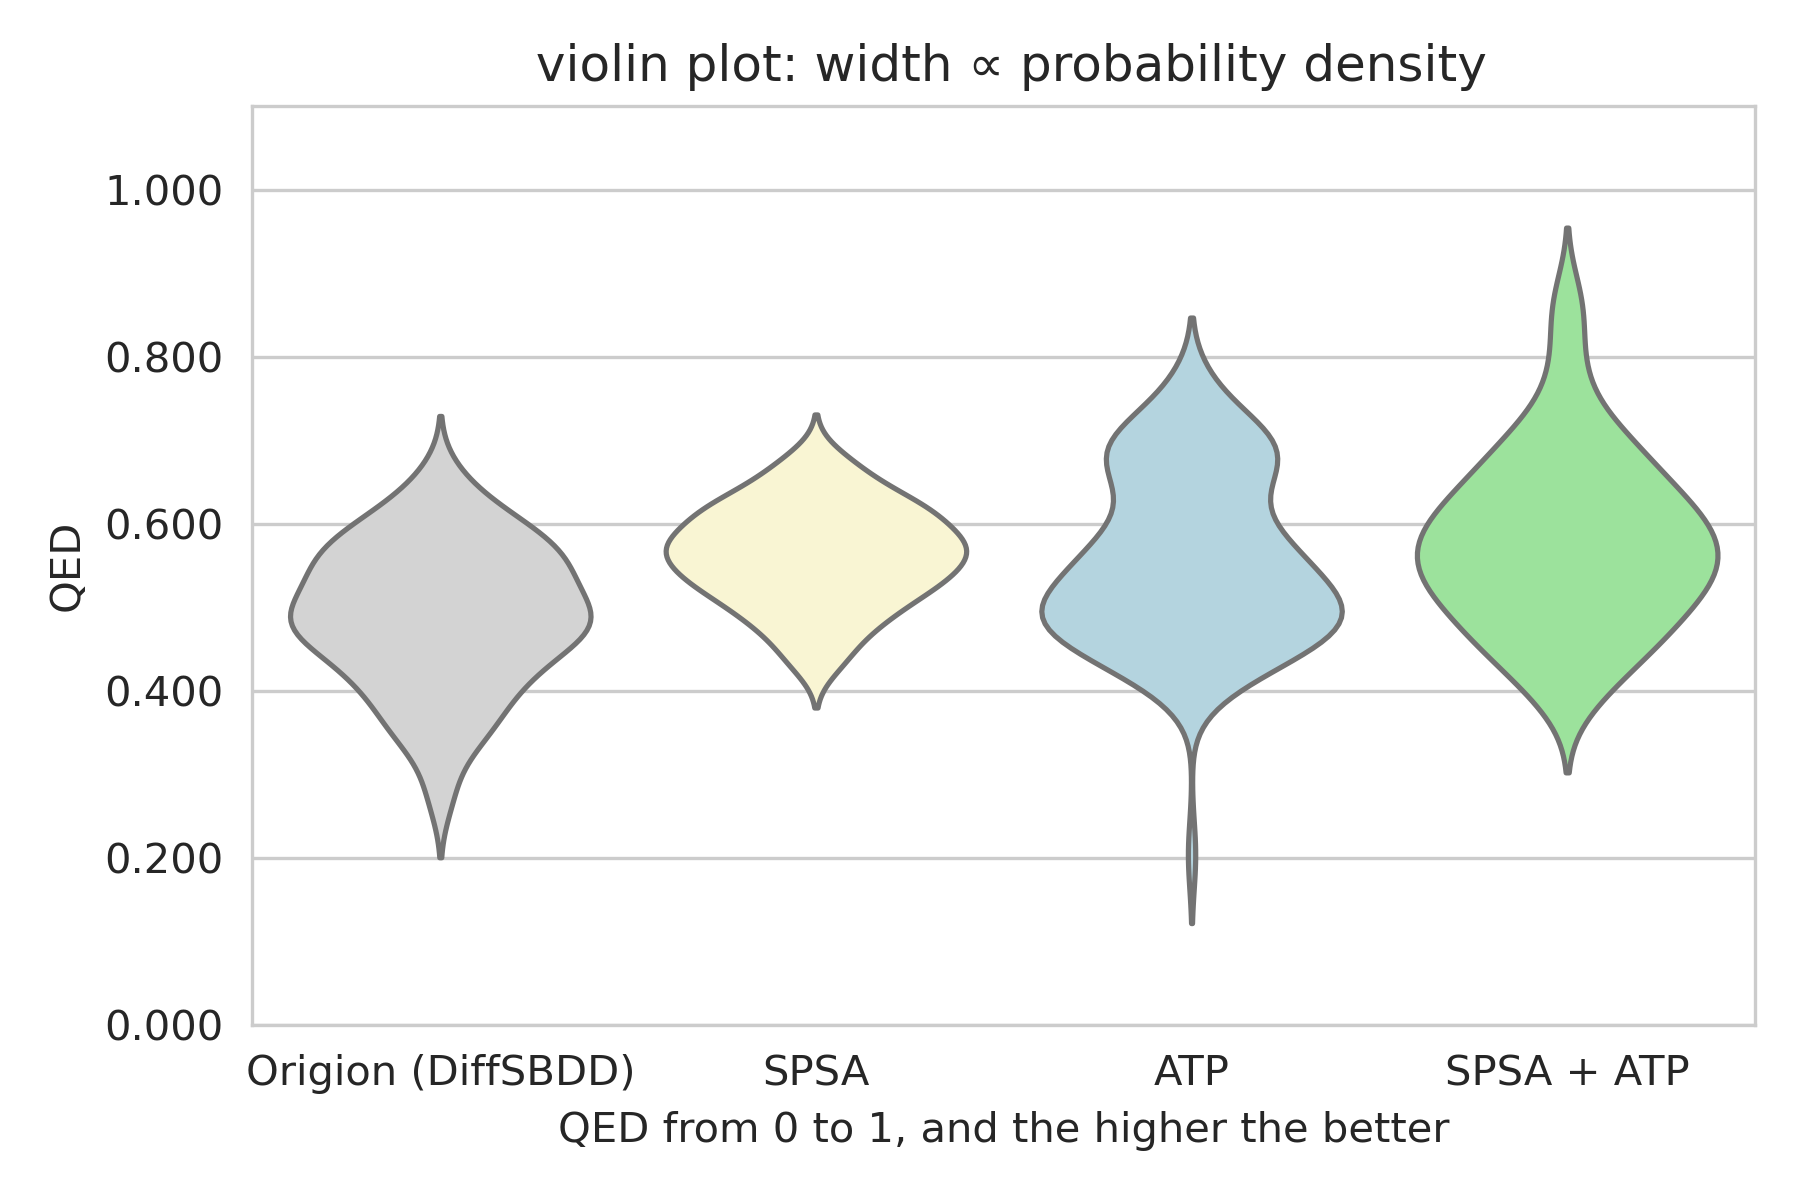 violin plot: width ∝ probability density
QED
1.000
0.800
0.600
0.400
0.200
0.000
Origion (DiffSBDD) SPSA ATP SPSA + ATP
QED from 0 to 1, and the higher the better